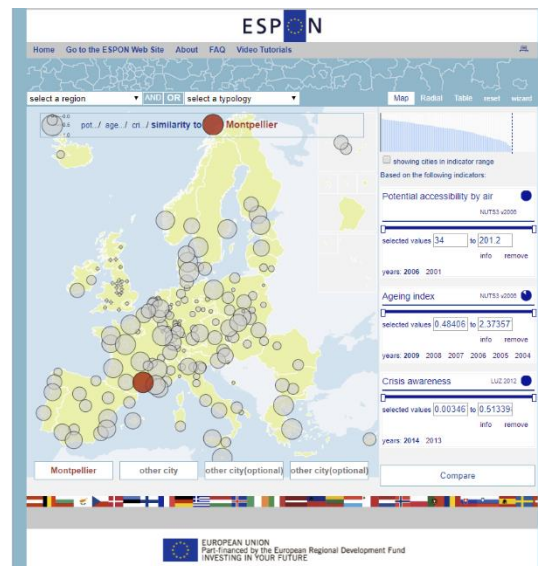 ESPON
Home Go to the ESPON Web Site About FAQ Video Tutorials
select a region AND OR select a typology Map Radial Table reset wizard
0.0
0.5
1.0
pot../ age../ cri../ similarity to Montpellier
showing cities in indicator range
Based on the following indicators:
Potential accessibility by air
NUTS3 v2006
selected values 34 to 201.2
info remove
years: 2006 2001
Ageing index
NUTS3 v2006
selected values 0.48406 to 2.37357
info remove
years: 2009 2008 2007 2006 2005 2004
Crisis awareness
LUZ 2012
selected values 0.00346 to 0.51339
info remove
years: 2014 2013
Montpellier other city other city(optional) other city(optional)
Compare
EUROPEAN UNION
Part-financed by the European Regional Development Fund
INVESTING IN YOUR FUTURE